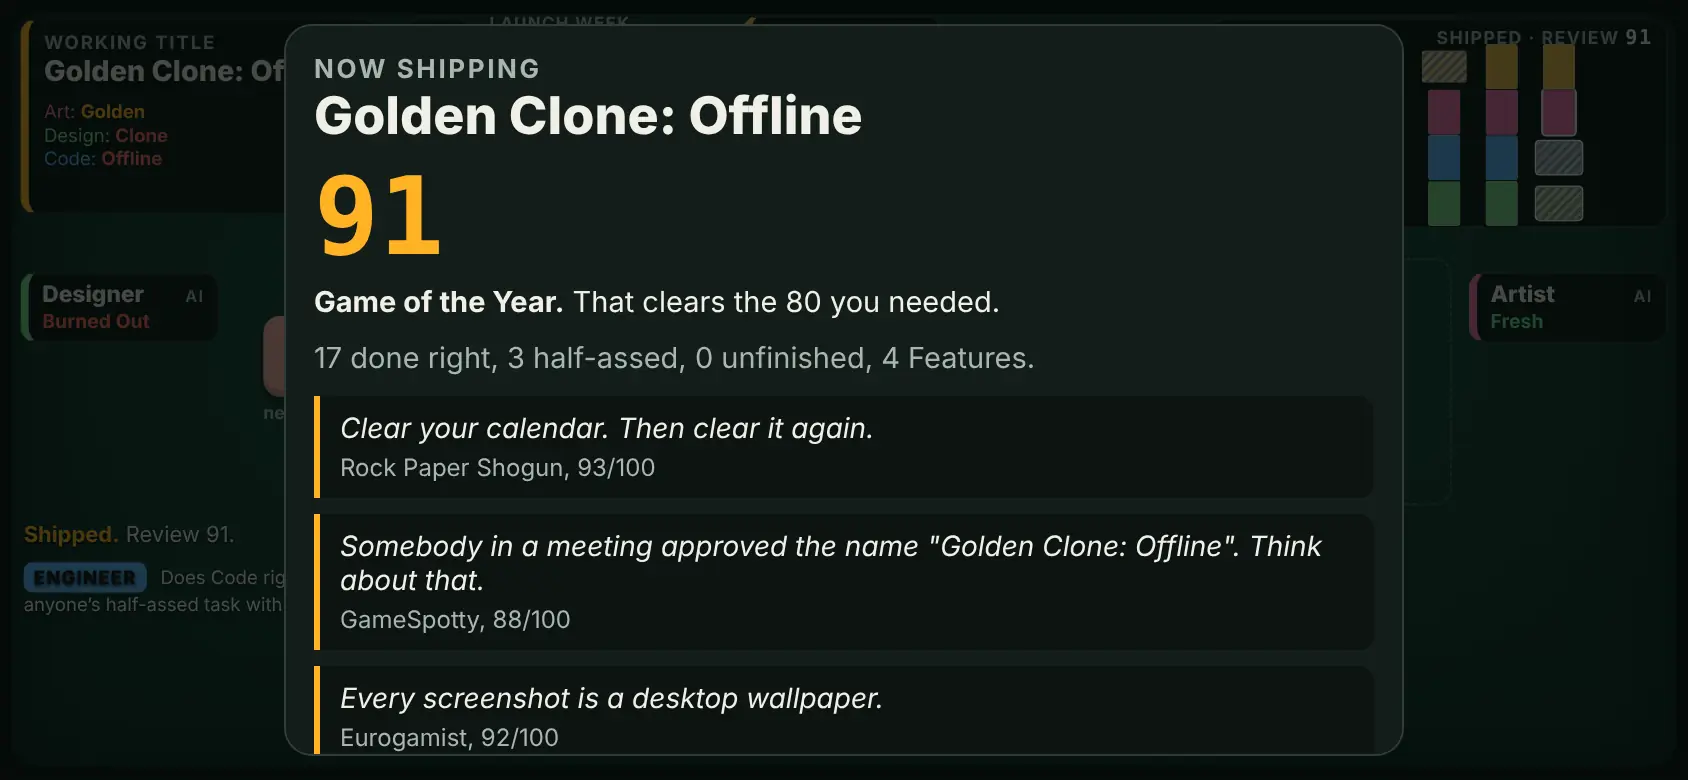 LAUNCH WEEK
WORKING TITLE
Golden Clone: Of
Art: Golden
Design: Clone
Code: Offline
SHIPPED · REVIEW 91
NOW SHIPPING
Golden Clone: Offline
91
Game of the Year. That clears the 80 you needed.
17 done right, 3 half-assed, 0 unfinished, 4 Features.
Clear your calendar. Then clear it again.
Rock Paper Shogun, 93/100
Somebody in a meeting approved the name "Golden Clone: Offline". Think
about that.
GameSpotty, 88/100
Every screenshot is a desktop wallpaper.
Eurogamist, 92/100
Designer AI
Burned Out
ne
Shipped. Review 91.
ENGINEER Does Code rig
anyone's half-assed task with
Artist AI
Fresh